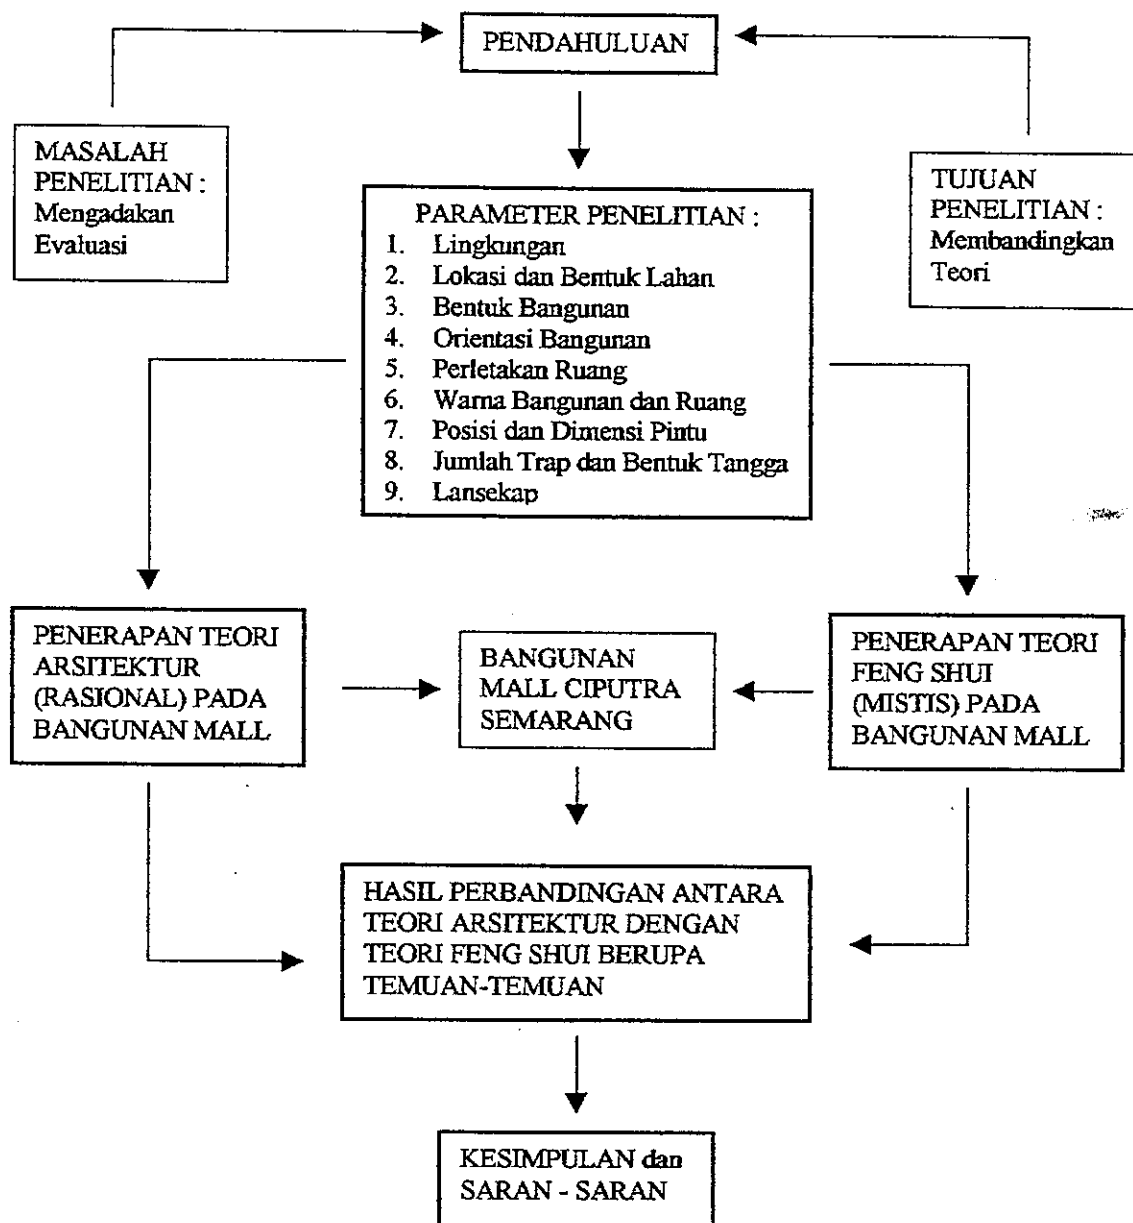 PENDAHULUAN
MASALAH
PENELITIAN :
Mengadakan
Evaluasi
TUJUAN
PENELITIAN :
Membandingkan
Teori
PARAMETER PENELITIAN :
1. Lingkungan
2. Lokasi dan Bentuk Lahan
3. Bentuk Bangunan
4. Orientasi Bangunan
5. Perletakan Ruang
6. Warna Bangunan dan Ruang
7. Posisi dan Dimensi Pintu
8. Jumlah Trap dan Bentuk Tangga
9. Lansekap
PENERAPAN TEORI
ARSITEKTUR
(RASIONAL) PADA
BANGUNAN MALL
BANGUNAN
MALL CIPUTRA
SEMARANG
PENERAPAN TEORI
FENG SHUI
(MISTIS) PADA
BANGUNAN MALL
HASIL PERBANDINGAN ANTARA
TEORI ARSITEKTUR DENGAN
TEORI FENG SHUI BERUPA
TEMUAN-TEMUAN
KESIMPULAN dan
SARAN - SARAN